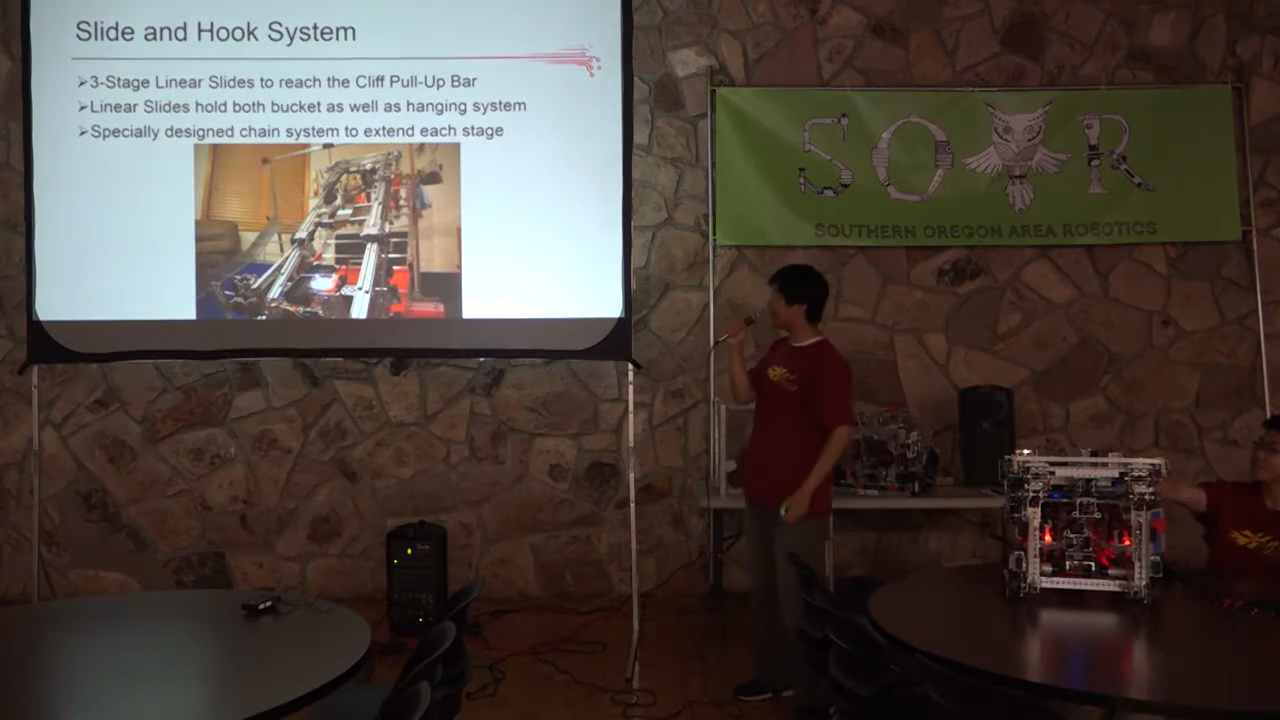 Slide and Hook System
➢3-Stage Linear Slides to reach the Cliff Pull-Up Bar
➢Linear Slides hold both bucket as well as hanging system
➢Specially designed chain system to extend each stage
SOAR
SOUTHERN OREGON AREA ROBOTICS